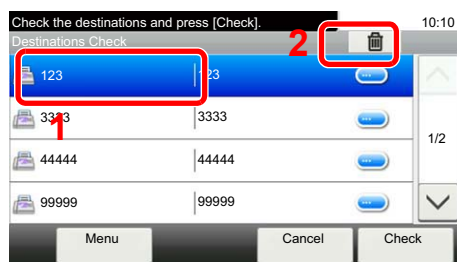 Check the destinations and press [Check]. 10:10
Destinations Check 2
123 123
3333 3333
1
1/2
44444 44444
99999 99999
Menu Cancel Check